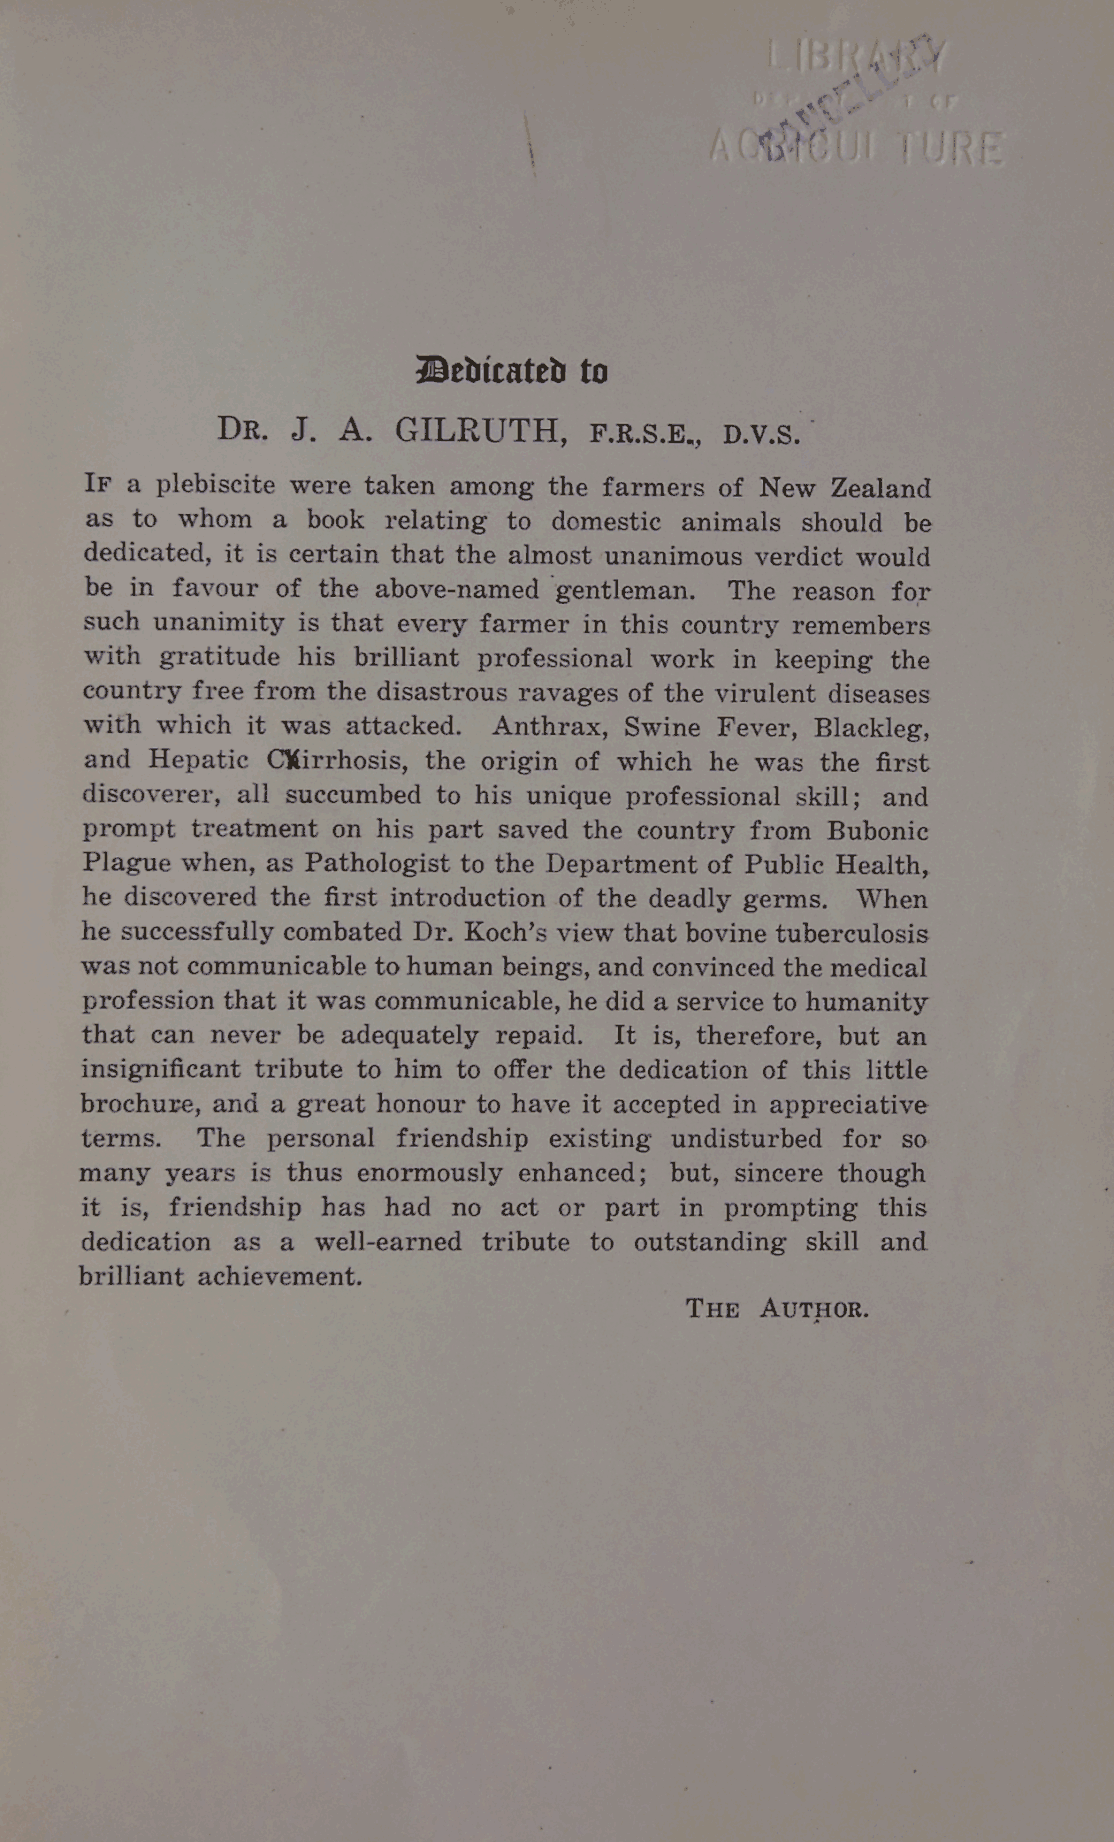 LIBRARY
CANCELLED
AGRICULTURE
Dedicated to
DR. J. A. GILRUTH, F.R.S.E., D.V.S.
IF a plebiscite were taken among the farmers of New Zealand
as to whom a book relating to domestic animals should be
dedicated, it is certain that the almost unanimous verdict would
be in favour of the above-named gentleman. The reason for
such unanimity is that every farmer in this country remembers
with gratitude his brilliant professional work in keeping the
country free from the disastrous ravages of the virulent diseases
with which it was attacked. Anthrax, Swine Fever, Blackleg,
and Hepatic Cirrhosis, the origin of which he was the first
discoverer, all succumbed to his unique professional skill; and
prompt treatment on his part saved the country from Bubonic
Plague when, as Pathologist to the Department of Public Health,
he discovered the first introduction of the deadly germs. When
he successfully combated Dr. Koch's view that bovine tuberculosis
was not communicable to human beings, and convinced the medical
profession that it was communicable, he did a service to humanity
that can never be adequately repaid. It is, therefore, but an
insignificant tribute to him to offer the dedication of this little
brochure, and a great honour to have it accepted in appreciative
terms. The personal friendship existing undisturbed for so
many years is thus enormously enhanced; but, sincere though
it is, friendship has had no act or part in prompting this
dedication as a well-earned tribute to outstanding skill and
brilliant achievement.
THE AUTHOR.